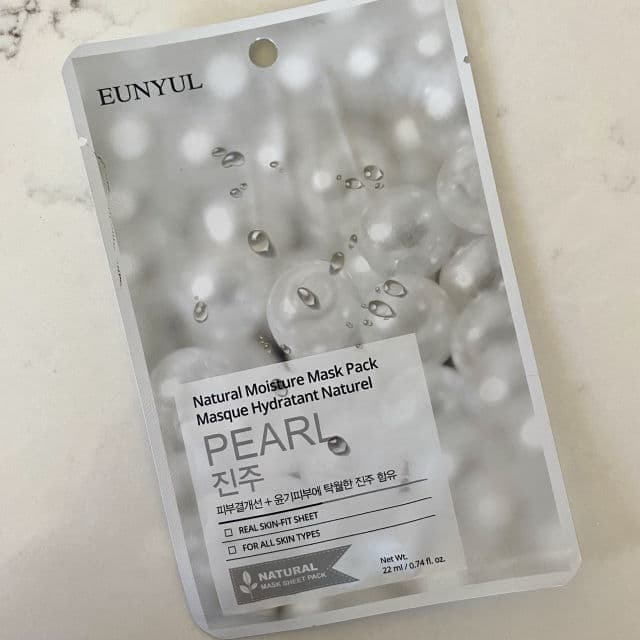 EUNYUL
Natural Moisture Mask Pack
Masque Hydratant Naturel
PEARL
진주
피부결개선 + 윤기피부에 탁월한 진주 함유
REAL SKIN-FIT SHEET
FOR ALL SKIN TYPES
NATURAL
MASK SHEET PACK
Net Wt.
22 ml / 0.74 fl. oz.